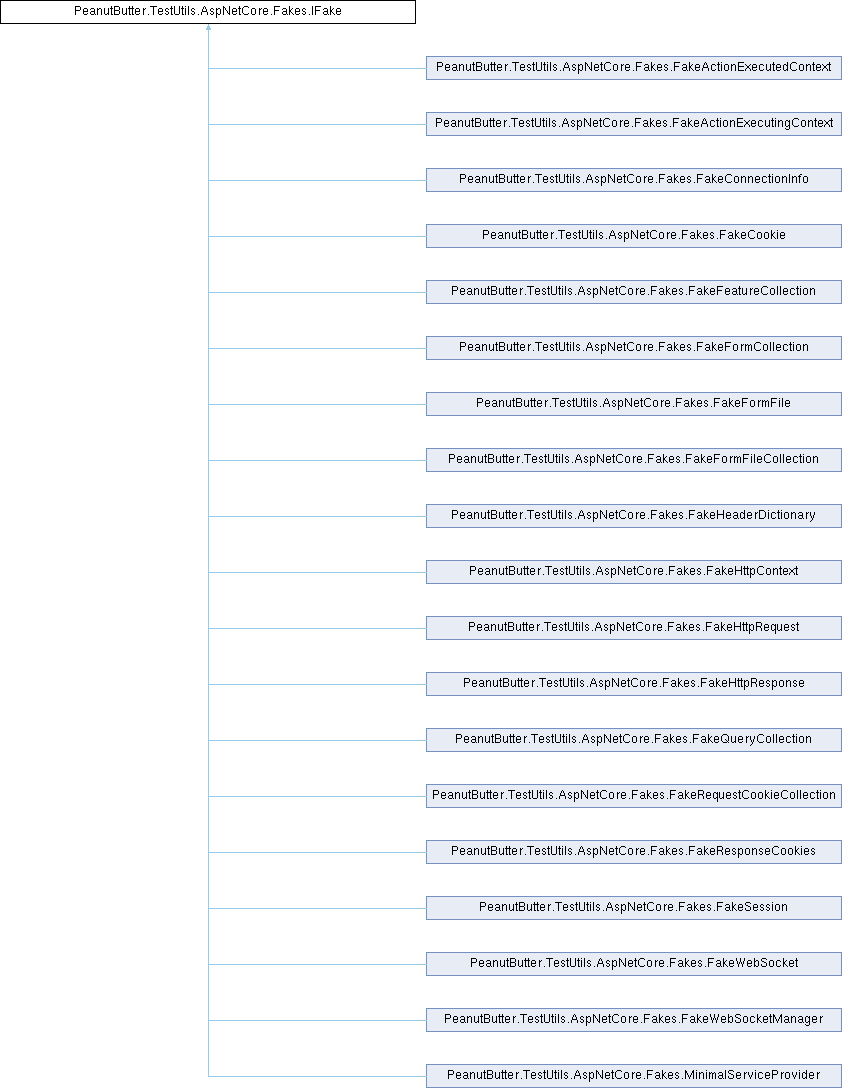 PeanutButter.TestUtils.AspNetCore.Fakes.IFake
PeanutButter.TestUtils.AspNetCore.Fakes.FakeActionExecutedContext
PeanutButter.TestUtils.AspNetCore.Fakes.FakeActionExecutingContext
PeanutButter.TestUtils.AspNetCore.Fakes.FakeConnectionInfo
PeanutButter.TestUtils.AspNetCore.Fakes.FakeCookie
PeanutButter.TestUtils.AspNetCore.Fakes.FakeFeatureCollection
PeanutButter.TestUtils.AspNetCore.Fakes.FakeFormCollection
PeanutButter.TestUtils.AspNetCore.Fakes.FakeFormFile
PeanutButter.TestUtils.AspNetCore.Fakes.FakeFormFileCollection
PeanutButter.TestUtils.AspNetCore.Fakes.FakeHeaderDictionary
PeanutButter.TestUtils.AspNetCore.Fakes.FakeHttpContext
PeanutButter.TestUtils.AspNetCore.Fakes.FakeHttpRequest
PeanutButter.TestUtils.AspNetCore.Fakes.FakeHttpResponse
PeanutButter.TestUtils.AspNetCore.Fakes.FakeQueryCollection
PeanutButter.TestUtils.AspNetCore.Fakes.FakeRequestCookieCollection
PeanutButter.TestUtils.AspNetCore.Fakes.FakeResponseCookies
PeanutButter.TestUtils.AspNetCore.Fakes.FakeSession
PeanutButter.TestUtils.AspNetCore.Fakes.FakeWebSocket
PeanutButter.TestUtils.AspNetCore.Fakes.FakeWebSocketManager
PeanutButter.TestUtils.AspNetCore.Fakes.MinimalServiceProvider